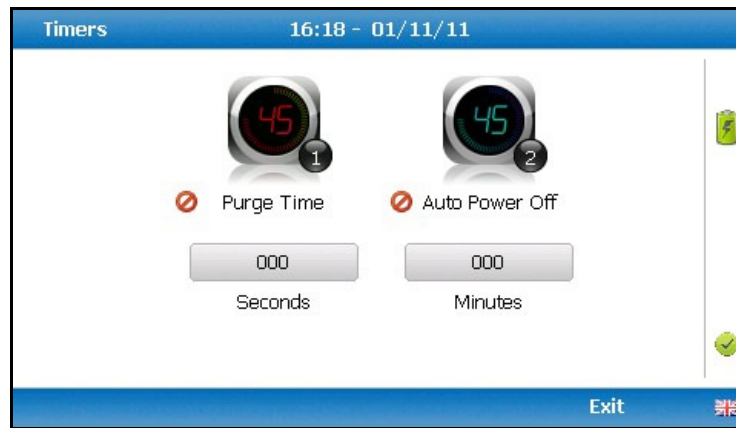 Timers 16:18 - 01/11/11
45 45
1 2
Purge Time Auto Power Off
000 000
Seconds Minutes
Exit